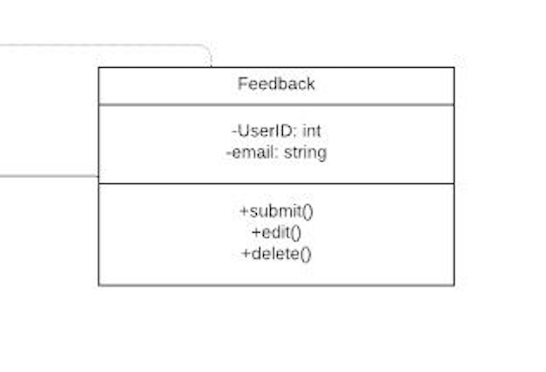 Feedback
-UserID: int
-email: string
+submit()
+edit()
+delete()